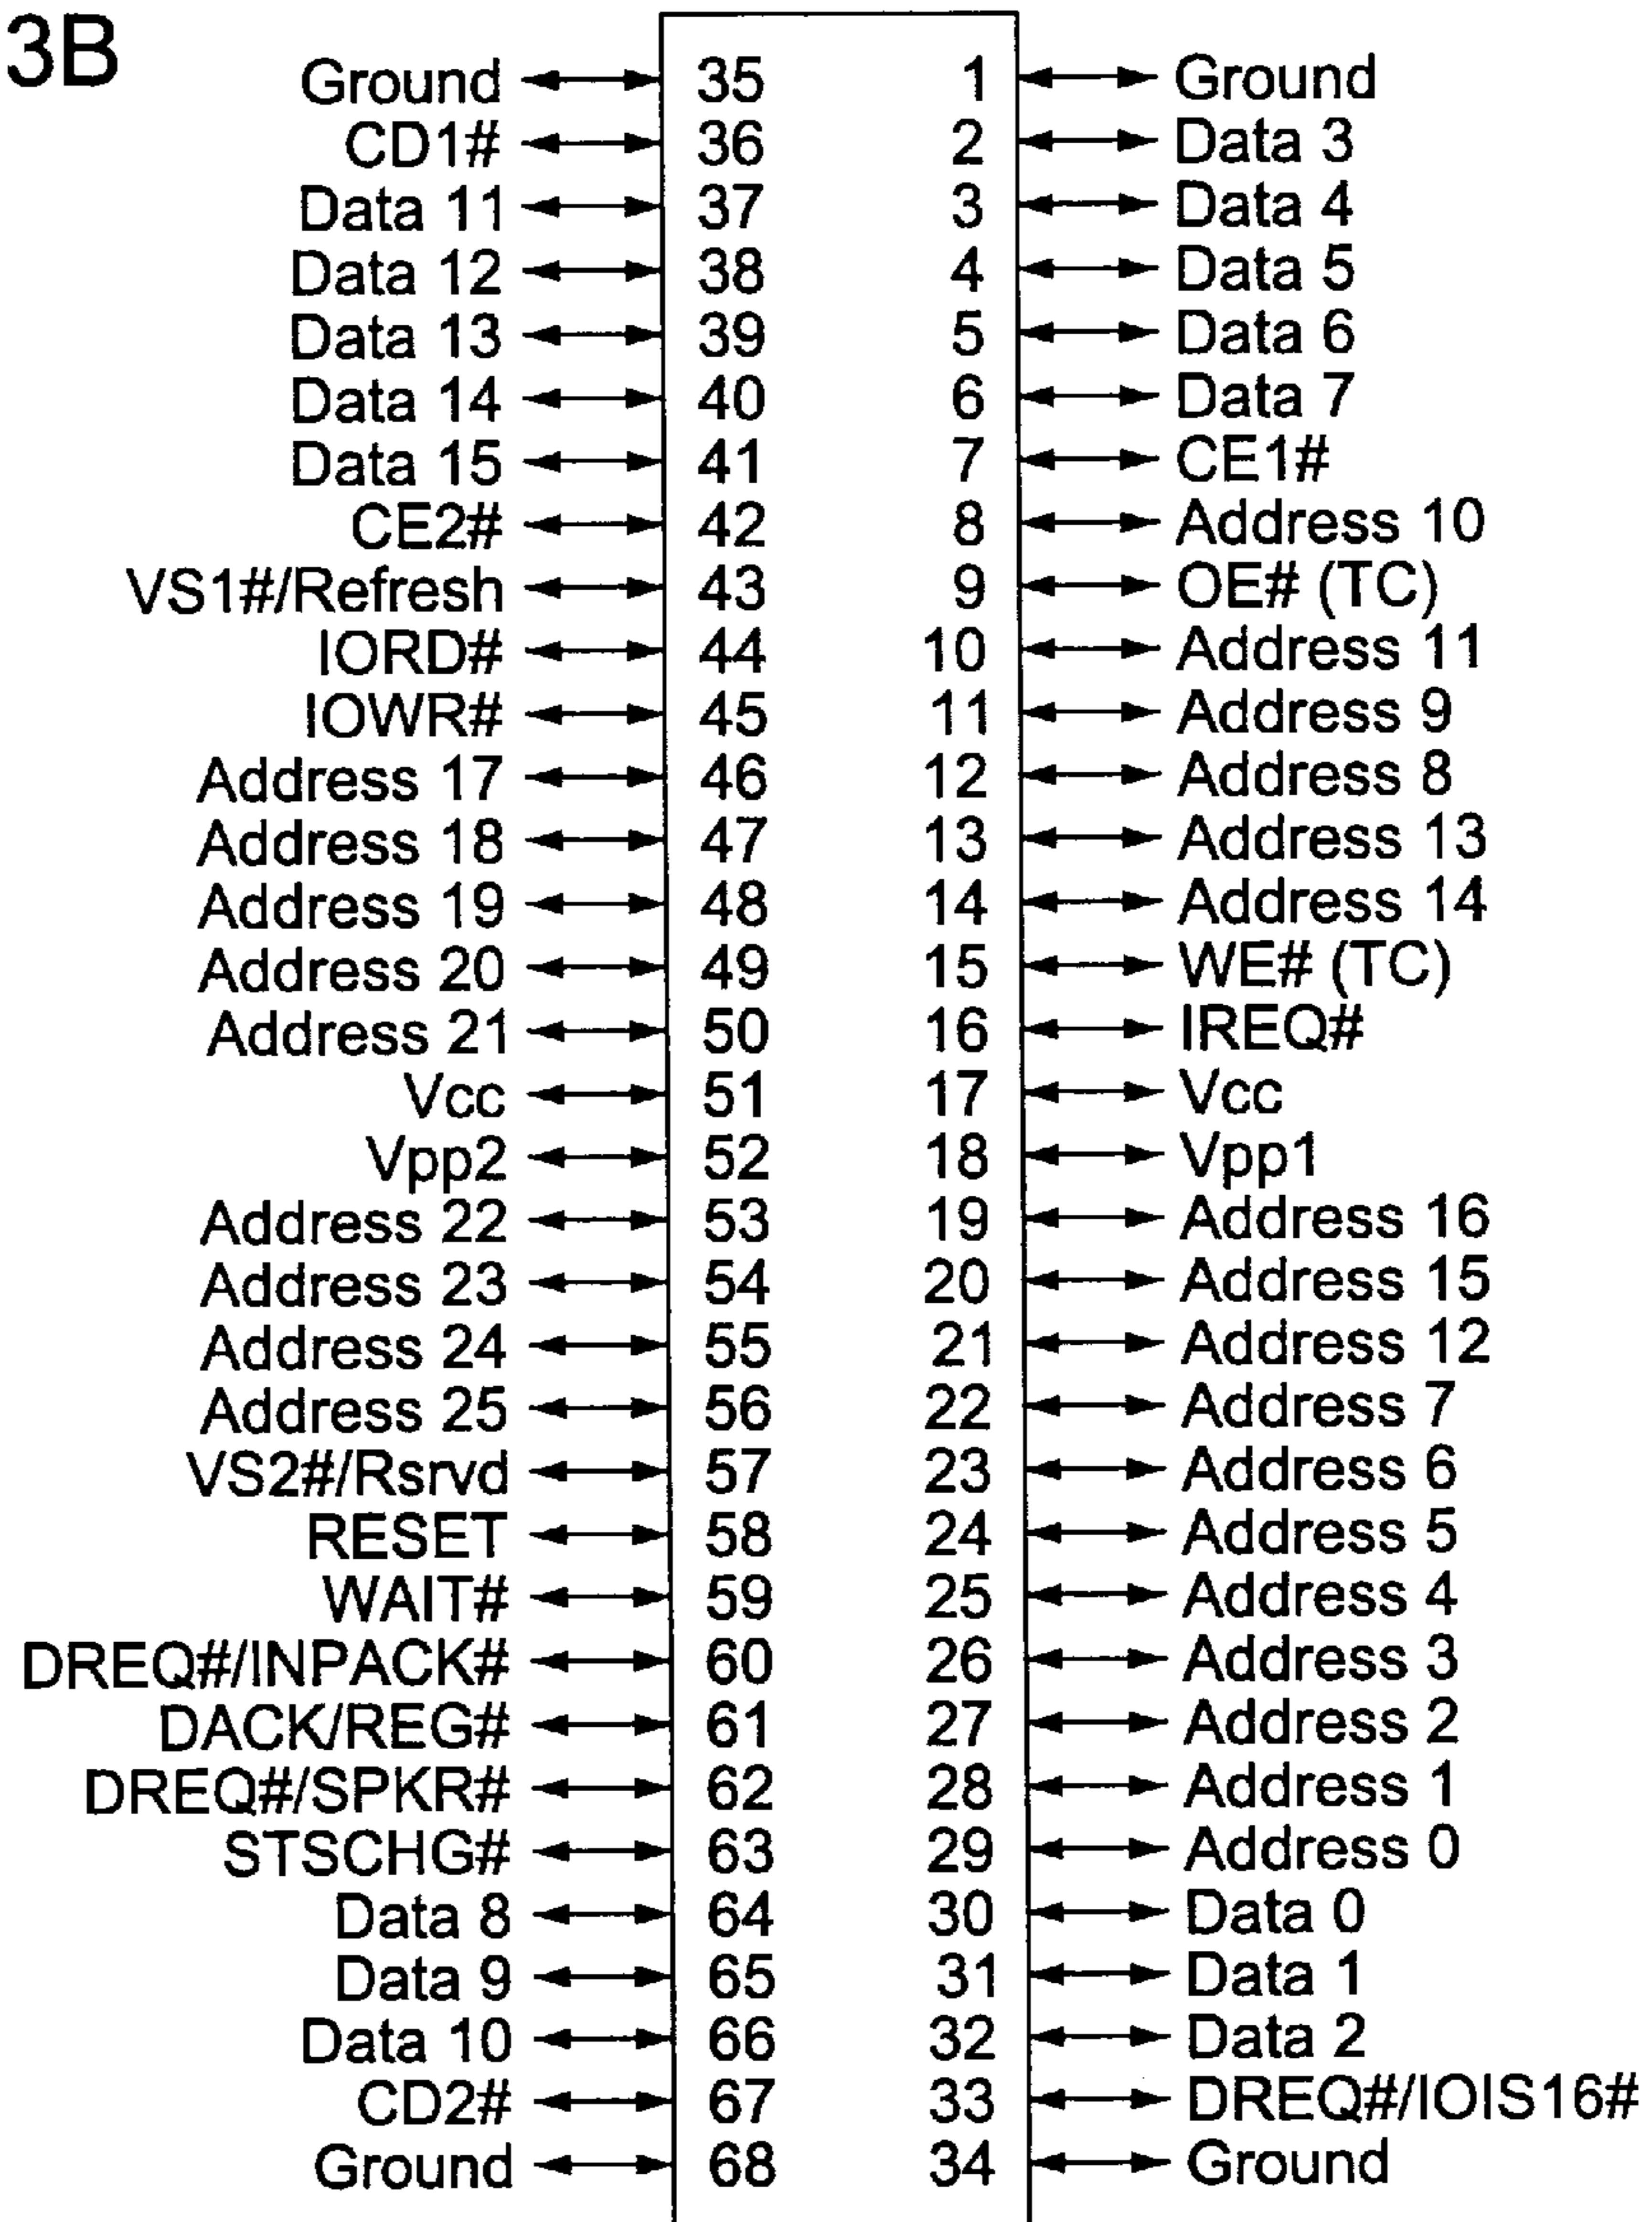 3B
Ground 35 1 Ground
CD1# 36 2 Data 3
Data 11 37 3 Data 4
Data 12 38 4 Data 5
Data 13 39 5 Data 6
Data 14 40 6 Data 7
Data 15 41 7 CE1#
CE2# 42 8 Address 10
VS1#/Refresh 43 9 OE# (TC)
IORD# 44 10 Address 11
IOWR# 45 11 Address 9
Address 17 46 12 Address 8
Address 18 47 13 Address 13
Address 19 48 14 Address 14
Address 20 49 15 WE# (TC)
Address 21 50 16 IREQ#
Vcc 51 17 Vcc
Vpp2 52 18 Vpp1
Address 22 53 19 Address 16
Address 23 54 20 Address 15
Address 24 55 21 Address 12
Address 25 56 22 Address 7
VS2#/Rsrvd 57 23 Address 6
RESET 58 24 Address 5
WAIT# 59 25 Address 4
DREQ#/INPACK# 60 26 Address 3
DACK/REG# 61 27 Address 2
DREQ#/SPKR# 62 28 Address 1
STSCHG# 63 29 Address 0
Data 8 64 30 Data 0
Data 9 65 31 Data 1
Data 10 66 32 Data 2
CD2# 67 33 DREQ#/IOIS16#
Ground 68 34 Ground